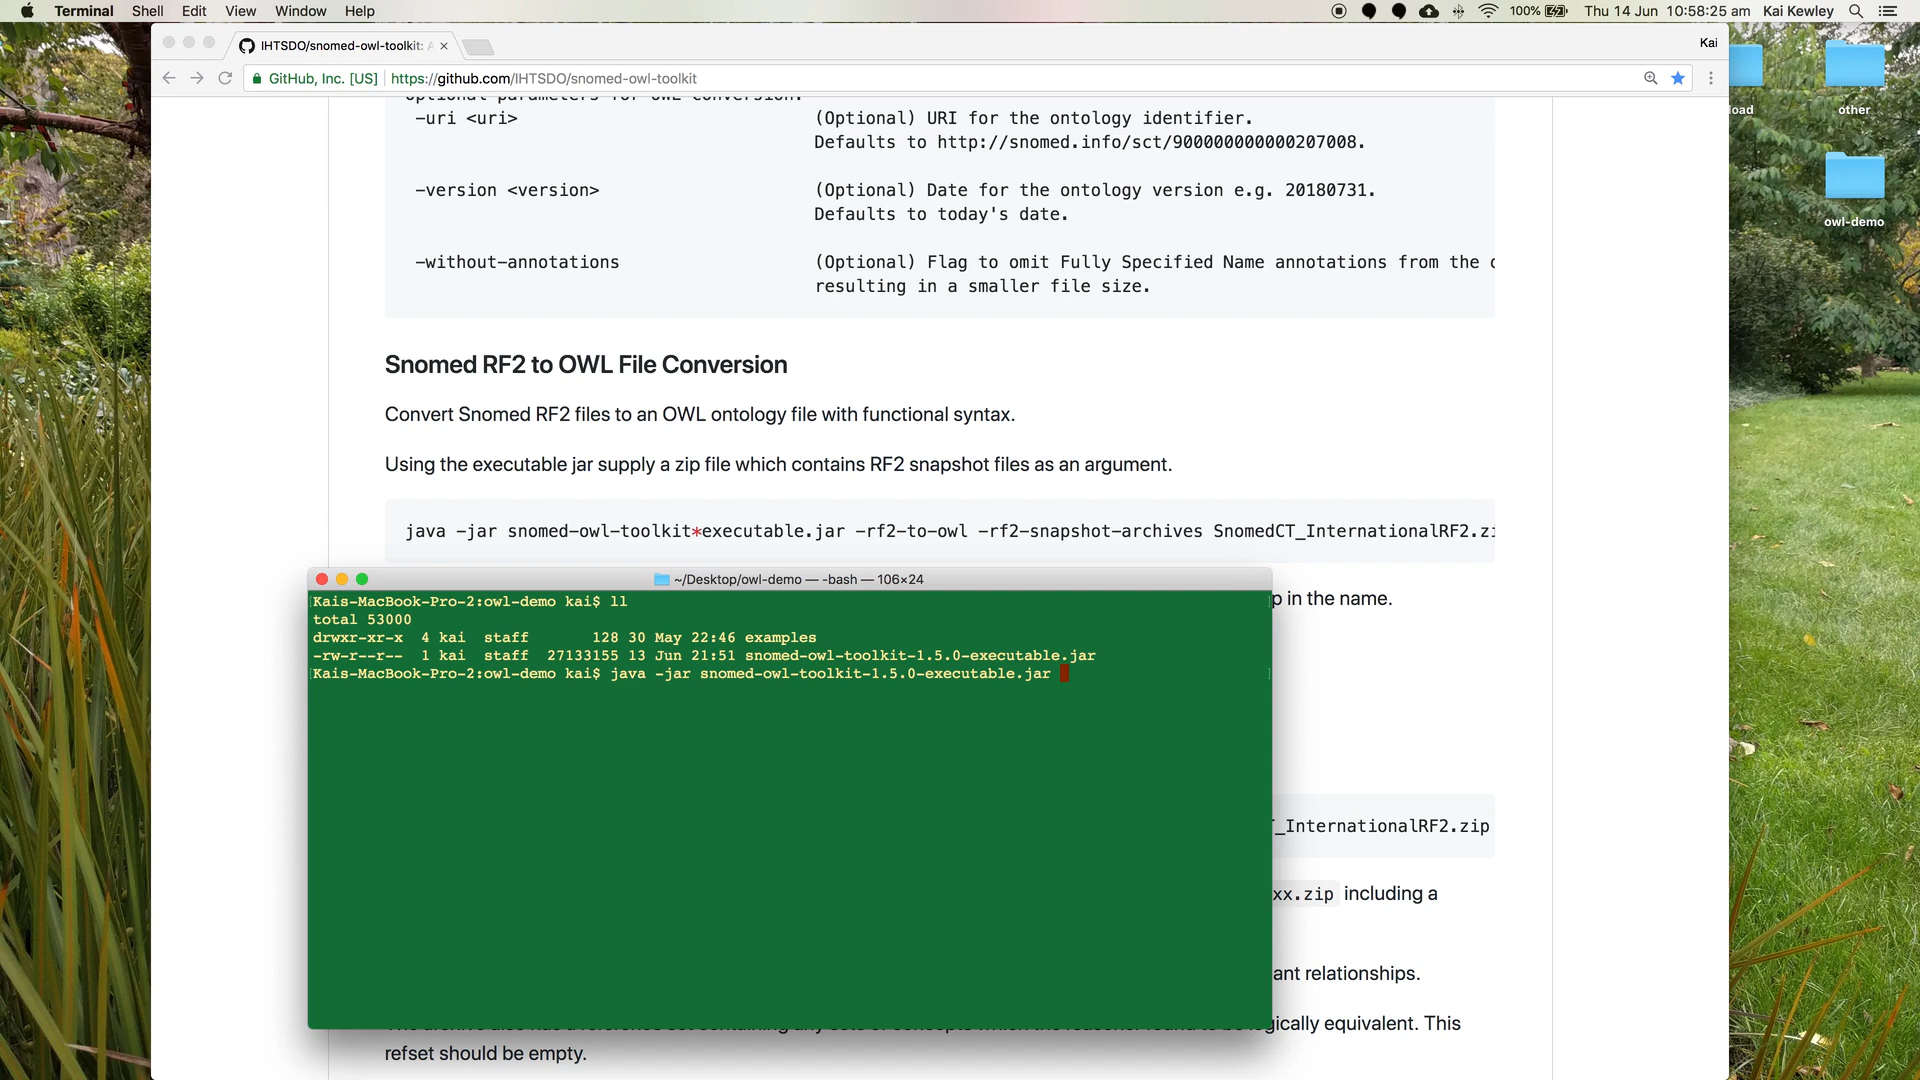 Terminal Shell Edit View Window Help 100% Thu 14 Jun 10:58:25 am Kai Kewley
IHTSDO/snomed-owl-toolkit: Kai
GitHub, Inc. [US] https://github.com/IHTSDO/snomed-owl-toolkit
load
other
owl-demo
optional parameters for OWL conversion:
-uri <uri> (Optional) URI for the ontology identifier.
Defaults to http://snomed.info/sct/900000000000207008.
-version <version> (Optional) Date for the ontology version e.g. 20180731.
Defaults to today's date.
-without-annotations (Optional) Flag to omit Fully Specified Name annotations from the
resulting in a smaller file size.
Snomed RF2 to OWL File Conversion
Convert Snomed RF2 files to an OWL ontology file with functional syntax.
Using the executable jar supply a zip file which contains RF2 snapshot files as an argument.
java -jar snomed-owl-toolkit*executable.jar -rf2-to-owl -rf2-snapshot-archives SnomedCT_InternationalRF2.zi
~/Desktop/owl-demo — -bash — 106×24
Kais-MacBook-Pro-2:owl-demo kai$ ll
total 53000
drwxr-xr-x 4 kai staff 128 30 May 22:46 examples
-rw-r--r-- 1 kai staff 27133155 13 Jun 21:51 snomed-owl-toolkit-1.5.0-executable.jar
Kais-MacBook-Pro-2:owl-demo kai$ java -jar snomed-owl-toolkit-1.5.0-executable.jar
p in the name.
T_InternationalRF2.zip
xx.zip including a
ant relationships.
gically equivalent. This
refset should be empty.